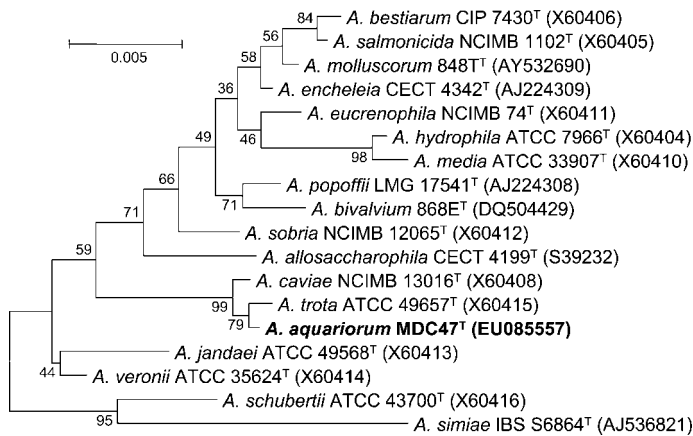 84 A. bestiarum CIP 7430ᵀ (X60406)
56 A. salmonicida NCIMB 1102ᵀ (X60405)
0.005 58 A. molluscorum 848Tᵀ (AY532690)
36 A. encheleia CECT 4342ᵀ (AJ224309)
A. eucrenophila NCIMB 74ᵀ (X60411)
49 46 A. hydrophila ATCC 7966ᵀ (X60404)
98 A. media ATCC 33907ᵀ (X60410)
66 A. popoffii LMG 17541ᵀ (AJ224308)
71 71 A. bivalvium 868Eᵀ (DQ504429)
A. sobria NCIMB 12065ᵀ (X60412)
59 A. allosaccharophila CECT 4199ᵀ (S39232)
A. caviae NCIMB 13016ᵀ (X60408)
99 A. trota ATCC 49657ᵀ (X60415)
79 A. aquariorum MDC47ᵀ (EU085557)
A. jandaei ATCC 49568ᵀ (X60413)
44 A. veronii ATCC 35624ᵀ (X60414)
A. schubertii ATCC 43700ᵀ (X60416)
95 A. simiae IBS S6864ᵀ (AJ536821)